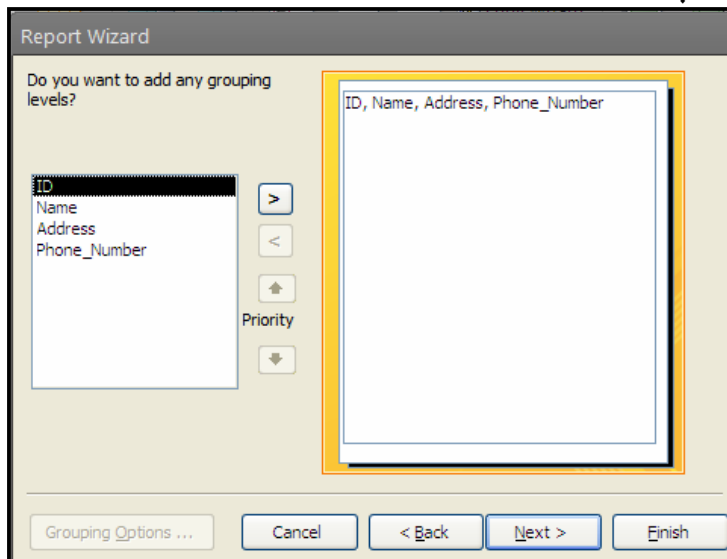 Report Wizard
Do you want to add any grouping
levels?
ID, Name, Address, Phone_Number
ID
Name
Address
Phone_Number
>
<
Priority
Grouping Options ...
Cancel
< Back
Next >
Finish